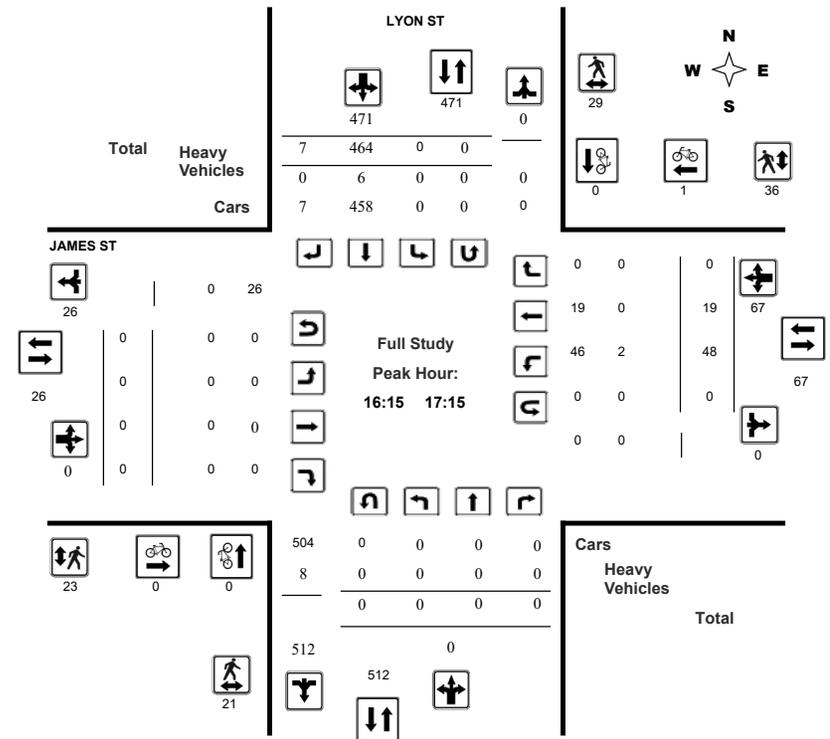 LYON ST
N
W E
S
471
29
471 0
Total Heavy Vehicles
7 464 0 0
0 6 0 0 0
0 1 36
Cars 7 458 0 0 0
JAMES ST
0 0 0
26
0 26
19 0 19 67
0 0 0
Full Study
46 2 48
Peak Hour:
26
0 0 0
67
16:15 17:15
0 0 0
0 0 0
0 0 0
0
0
0 0 0
504 0 0 0 0
Cars
8 0 0 0 0
Heavy
Vehicles
23 0 0
0 0 0 0
Total
512 0
512
21